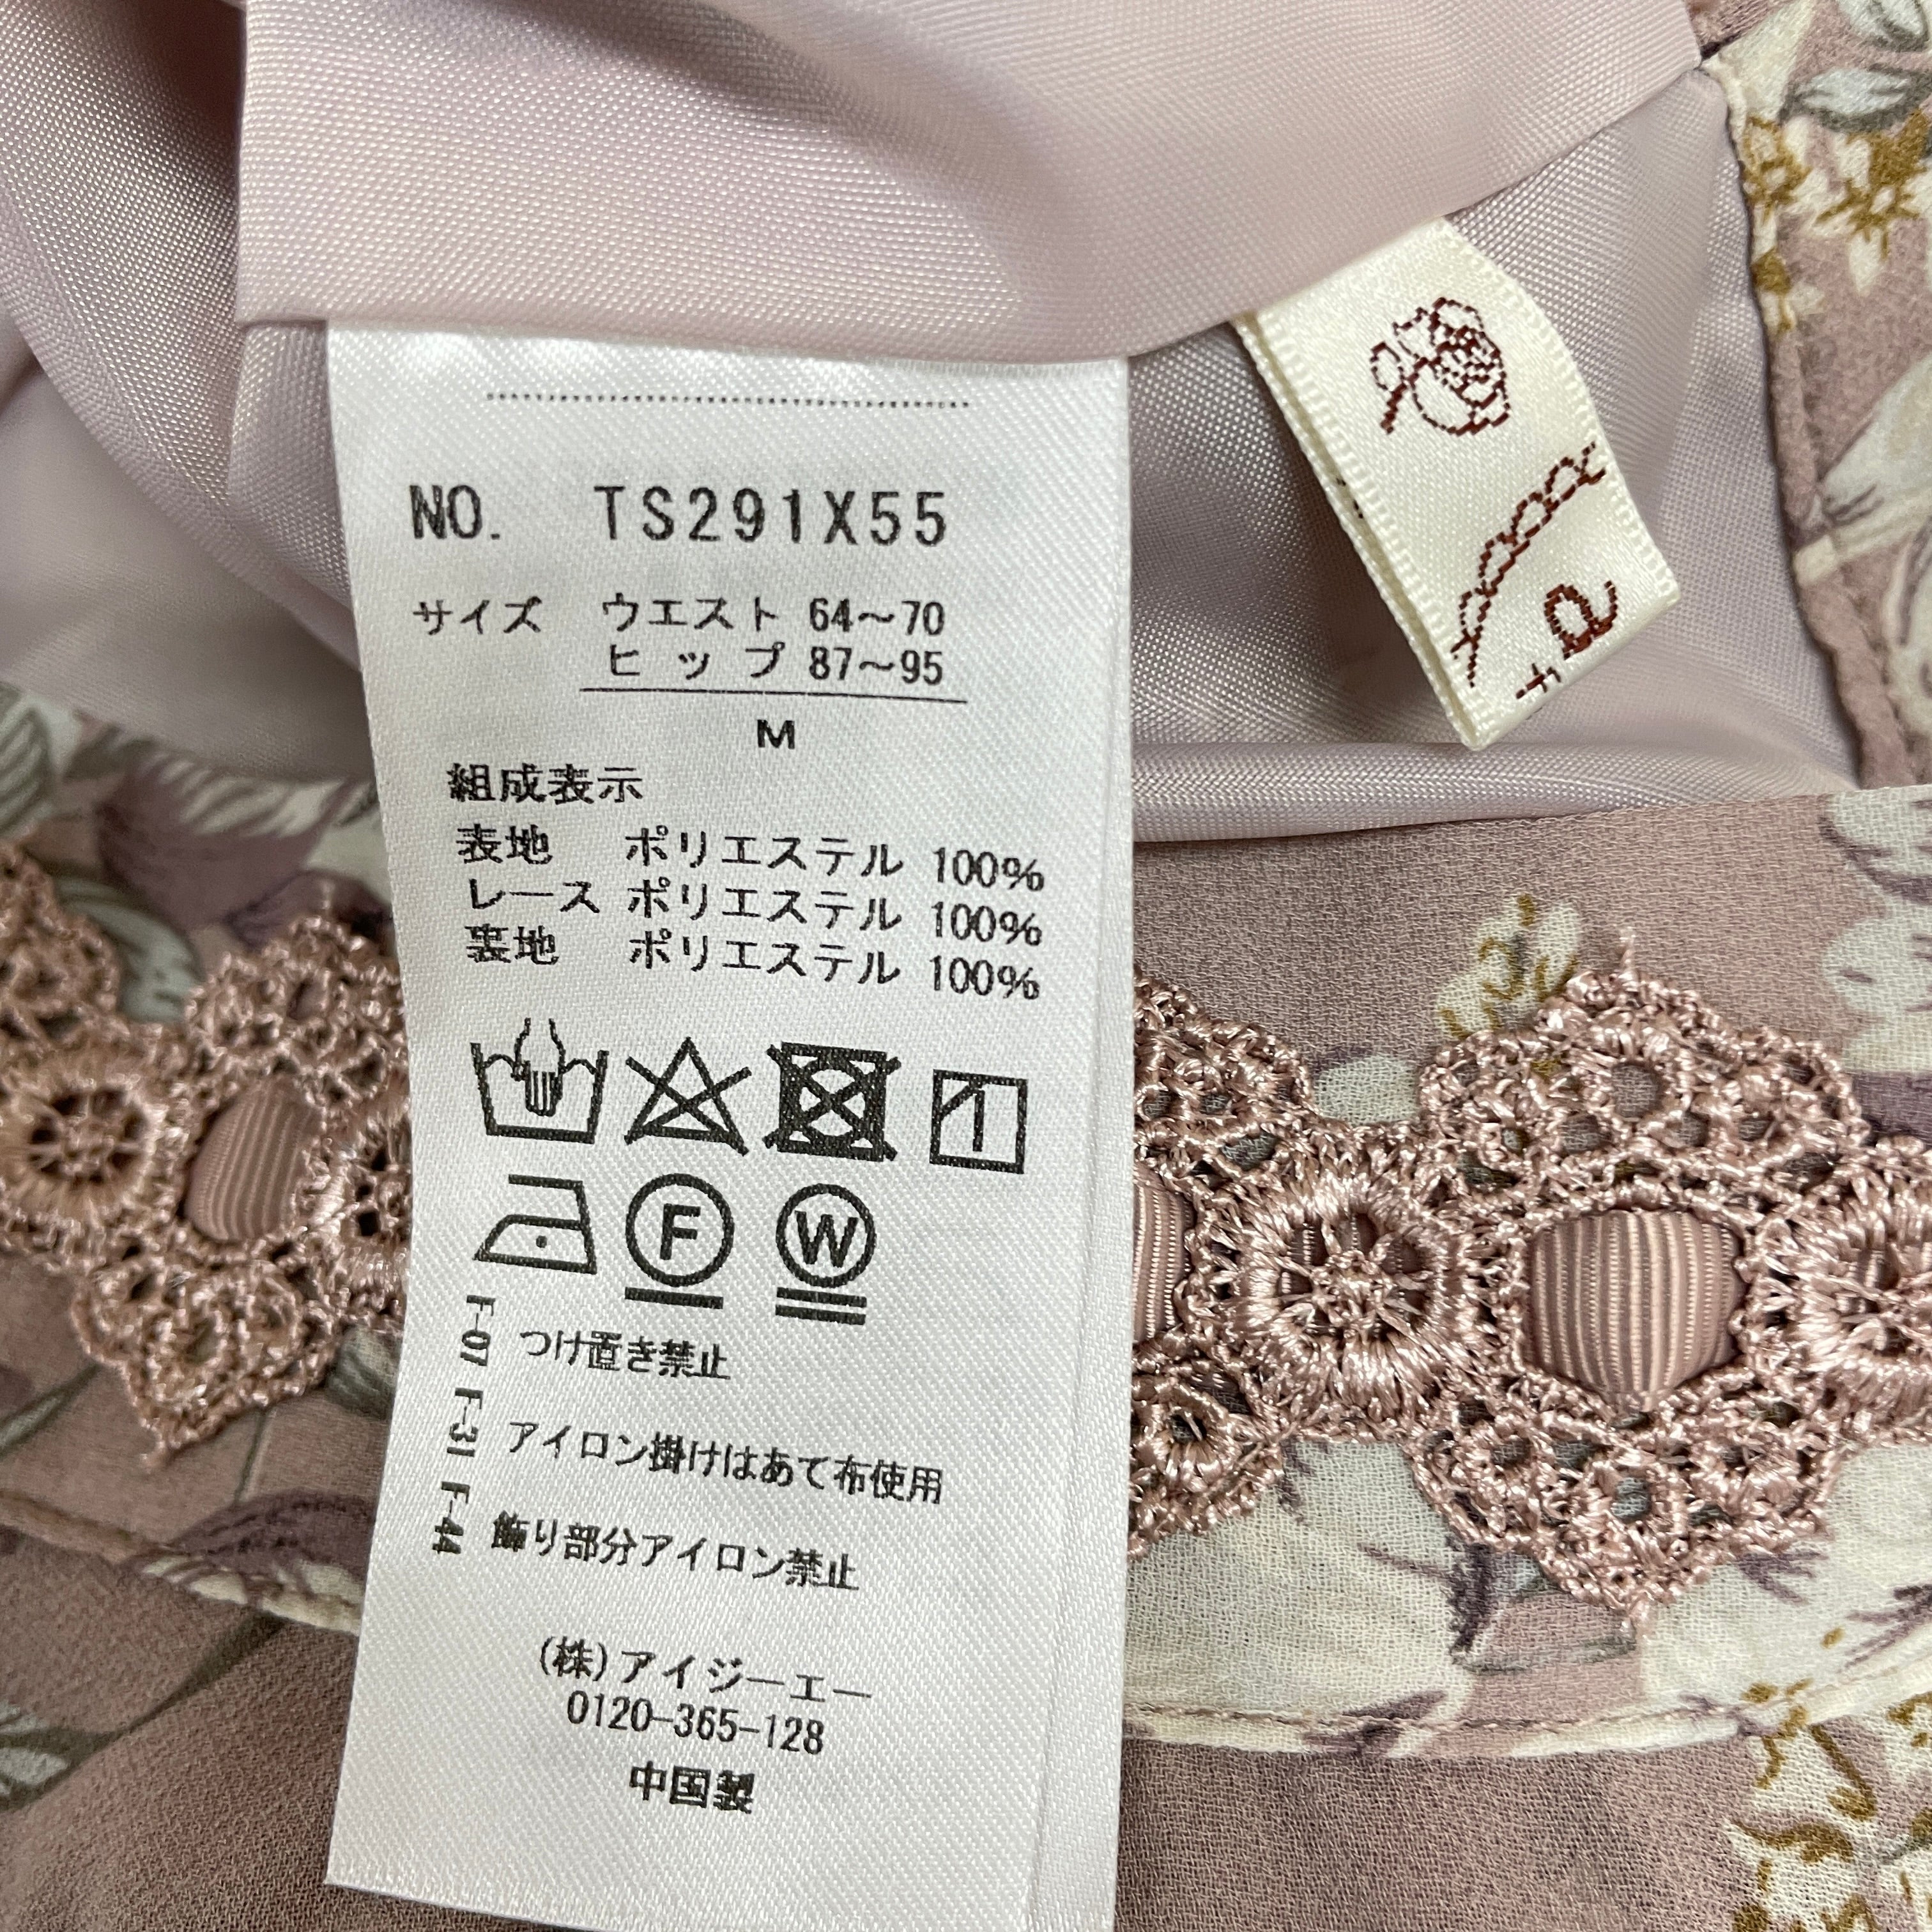 NO. TS291X55
サイズ ウエスト 64～70
ヒップ 87～95
M
組成表示
表地 ポリエステル 100%
レース ポリエステル 100%
裏地 ポリエステル 100%
F
W
F-07 つけ置き禁止
F-31 アイロン掛けはあて布使用
F-44 飾り部分アイロン禁止
(株)アイジーエー
0120-365-128
中国製